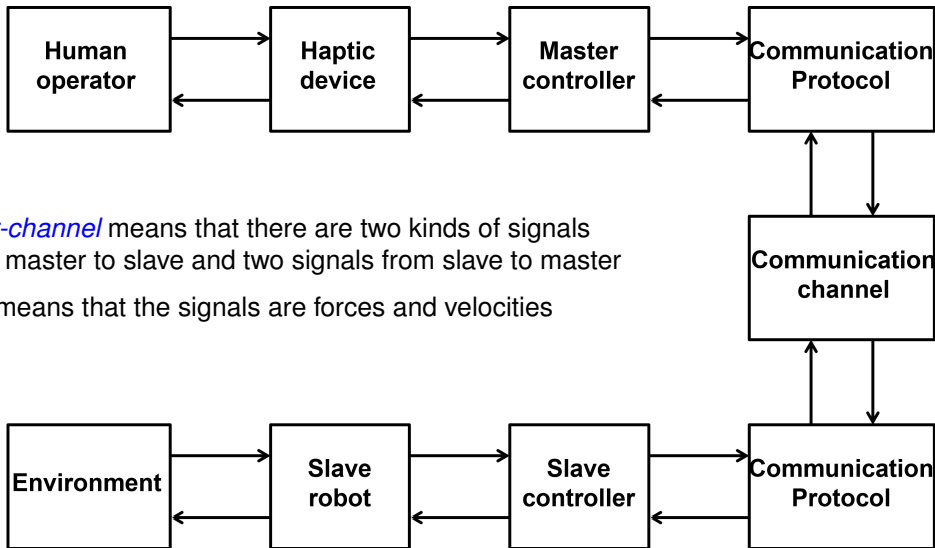 Human
operator
Haptic
device
Master
controller
Communication
Protocol
-channel means that there are two kinds of signals
master to slave and two signals from slave to master
means that the signals are forces and velocities
Communication
channel
Environment
Slave
robot
Slave
controller
Communication
Protocol